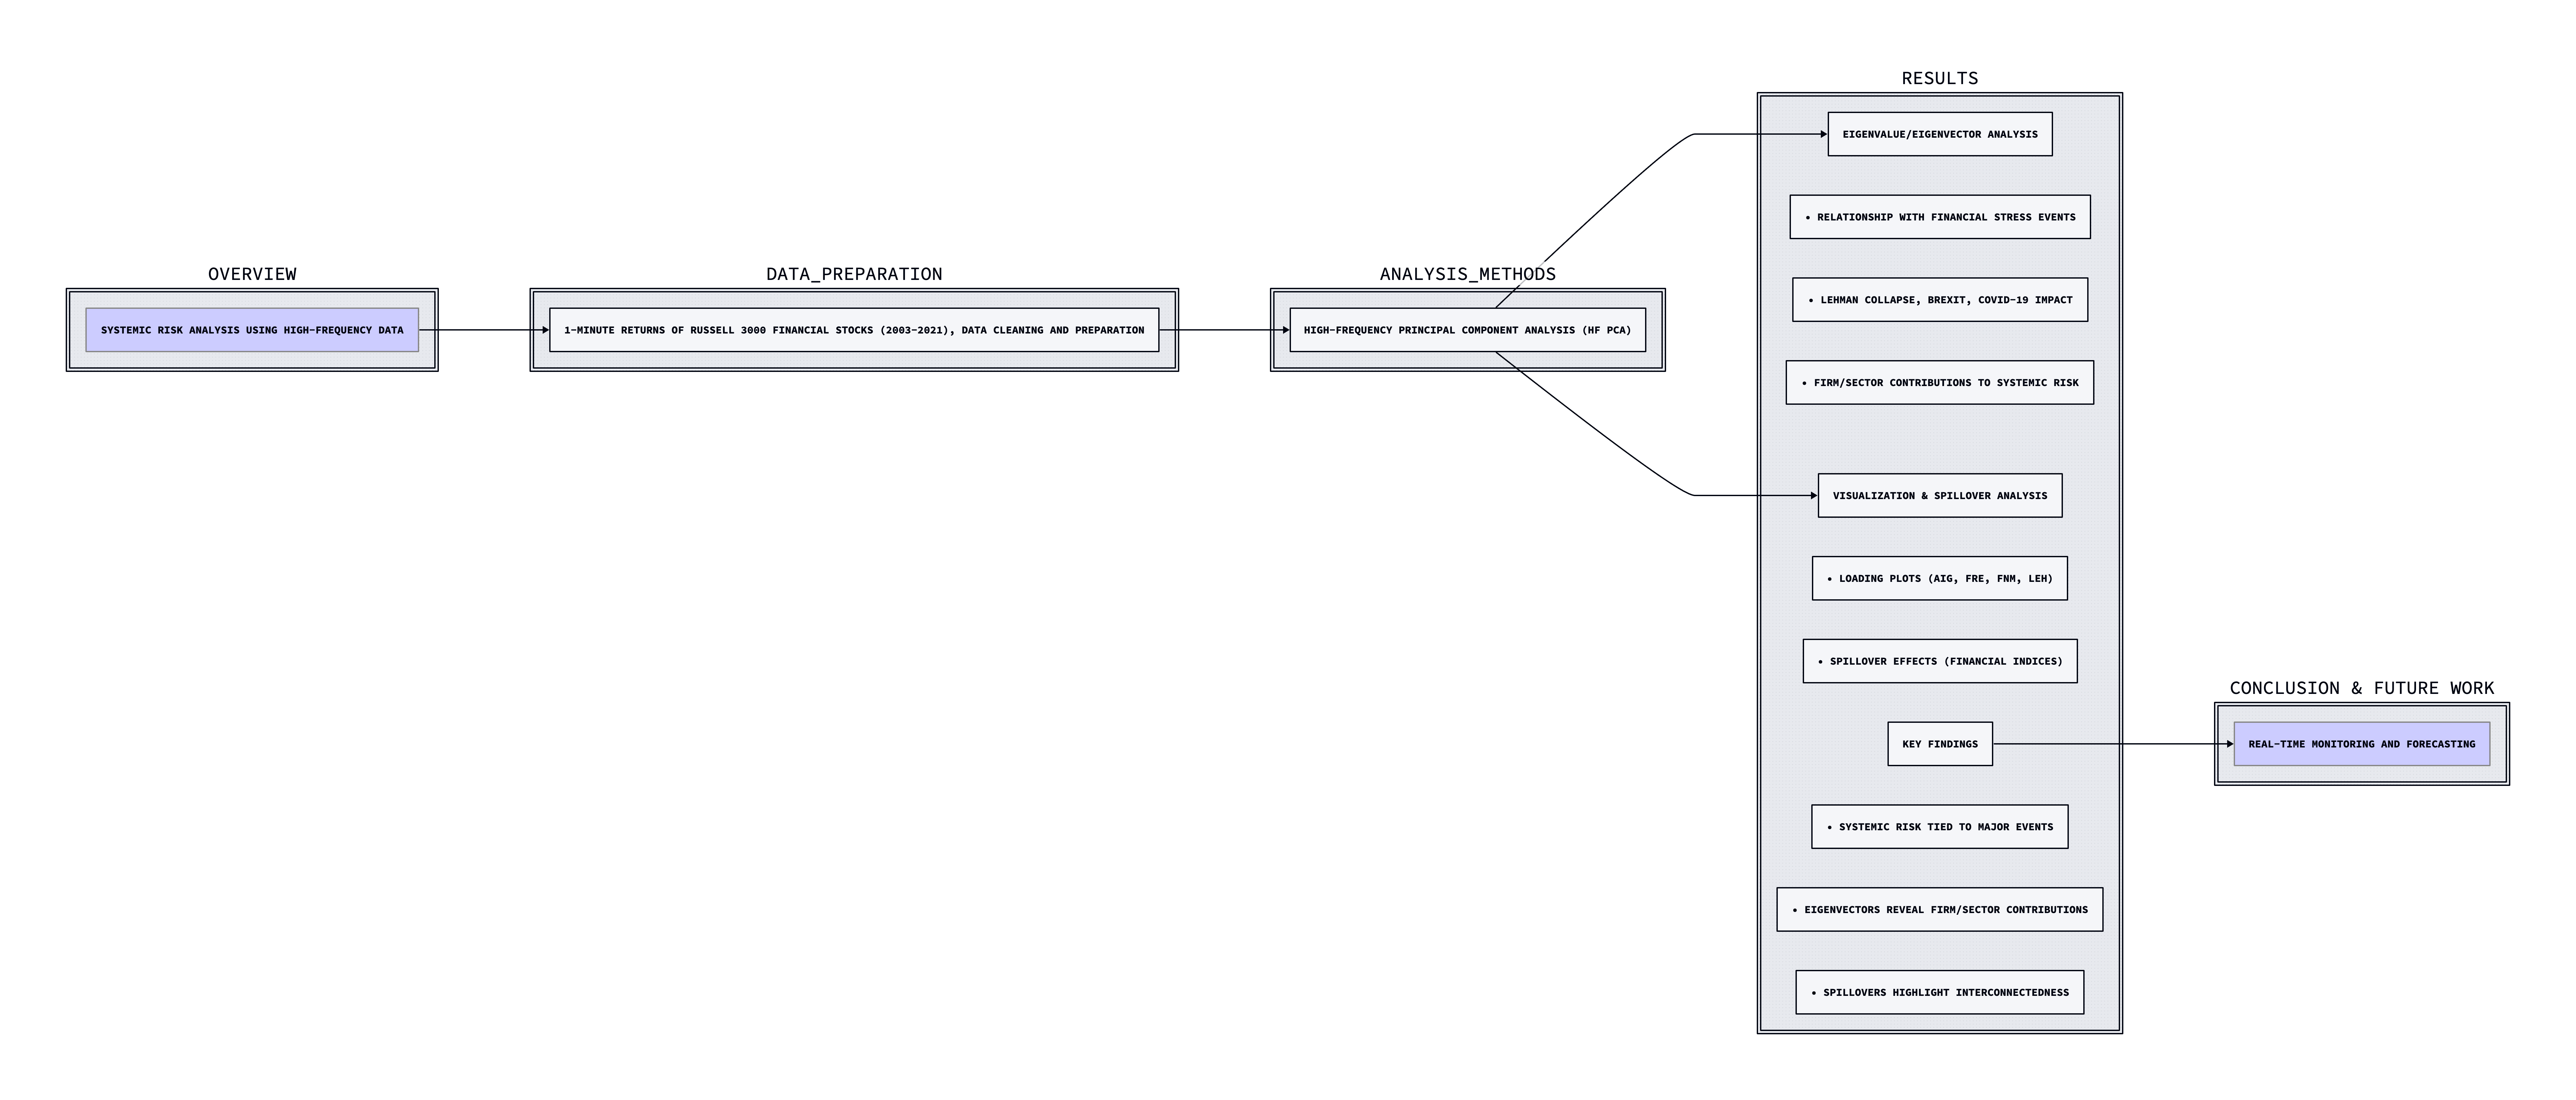 OVERVIEW
SYSTEMIC RISK ANALYSIS USING HIGH-FREQUENCY DATA
DATA_PREPARATION
1-MINUTE RETURNS OF RUSSELL 3000 FINANCIAL STOCKS (2003-2021), DATA CLEANING AND PREPARATION
ANALYSIS_METHODS
HIGH-FREQUENCY PRINCIPAL COMPONENT ANALYSIS (HF PCA)
RESULTS
EIGENVALUE/EIGENVECTOR ANALYSIS
• RELATIONSHIP WITH FINANCIAL STRESS EVENTS
• LEHMAN COLLAPSE, BREXIT, COVID-19 IMPACT
• FIRM/SECTOR CONTRIBUTIONS TO SYSTEMIC RISK
VISUALIZATION & SPILLOVER ANALYSIS
• LOADING PLOTS (AIG, FRE, FNM, LEH)
• SPILLOVER EFFECTS (FINANCIAL INDICES)
KEY FINDINGS
• SYSTEMIC RISK TIED TO MAJOR EVENTS
• EIGENVECTORS REVEAL FIRM/SECTOR CONTRIBUTIONS
• SPILLOVERS HIGHLIGHT INTERCONNECTEDNESS
CONCLUSION & FUTURE WORK
REAL-TIME MONITORING AND FORECASTING